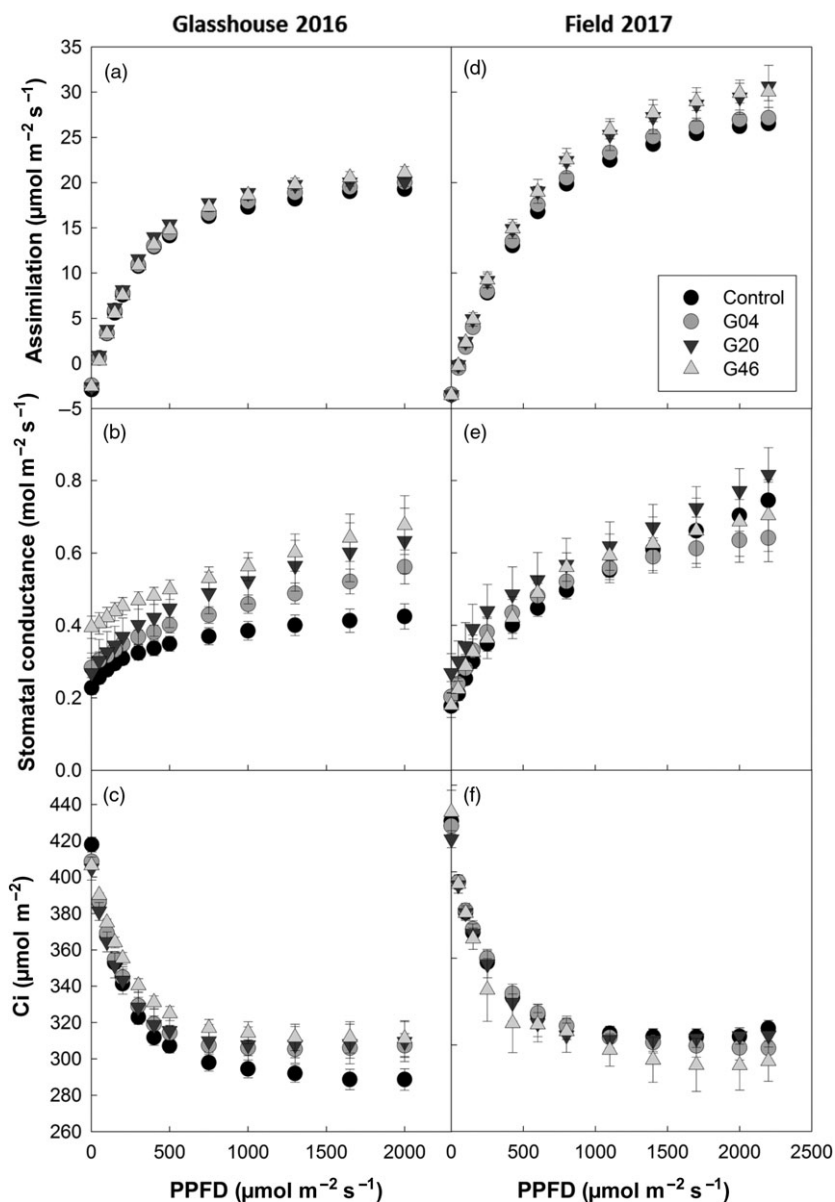 Glasshouse 2016
Field 2017
(a)
(d)
35
30
25
20
15
10
5
0
–5
Assimilation (µmol m⁻² s⁻¹)
Control
G04
G20
G46
(b)
(e)
0.8
0.6
0.4
0.2
0.0
Stomatal conductance (mol m⁻² s⁻¹)
(c)
(f)
440
420
400
380
360
340
320
300
280
260
Ci (µmol m⁻²)
0 500 1000 1500 2000
0 500 1000 1500 2000 2500
PPFD (µmol m⁻² s⁻¹)
PPFD (µmol m⁻² s⁻¹)